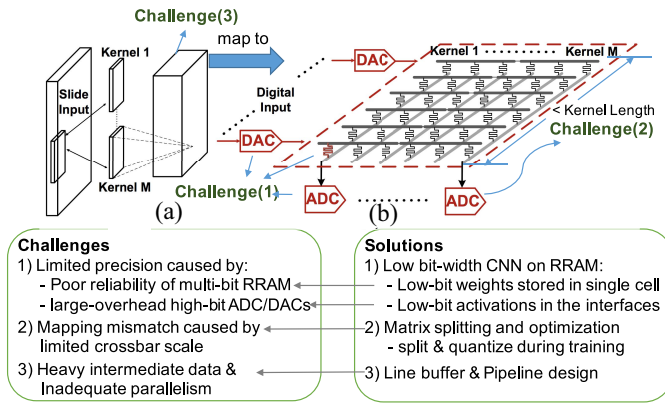 Challenge(3)
Kernel 1
map to
DAC
Kernel 1
Kernel M
Slide
Input
Digital
Input
< Kernel Length
DAC
Challenge(2)
Kernel M
Challenge(1)
(a)
ADC
(b)
ADC
Challenges
1) Limited precision caused by:
- Poor reliability of multi-bit RRAM
- large-overhead high-bit ADC/DACs
2) Mapping mismatch caused by
limited crossbar scale
3) Heavy intermediate data &
Inadequate parallelism
Solutions
1) Low bit-width CNN on RRAM:
- Low-bit weights stored in single cell
- Low-bit activations in the interfaces
2) Matrix splitting and optimization
- split & quantize during training
3) Line buffer & Pipeline design